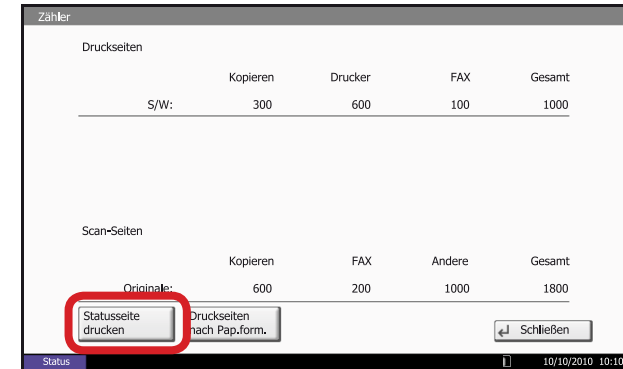 Zähler
Druckseiten
Kopieren Drucker FAX Gesamt
S/W: 300 600 100 1000
Scan-Seiten
Kopieren FAX Andere Gesamt
Originale: 600 200 1000 1800
Statusseite drucken
Druckseiten nach Pap.form.
Schließen
Status 10/10/2010 10:10